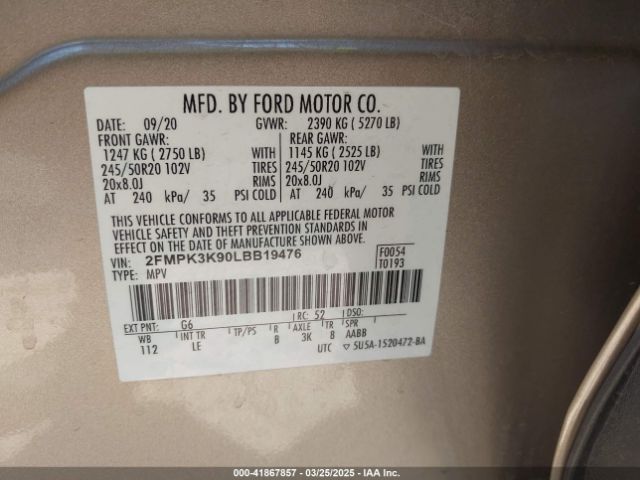 MFD. BY FORD MOTOR CO.
DATE: 09/20 GVWR: 2390 KG ( 5270 LB)
FRONT GAWR: REAR GAWR:
1247 KG ( 2750 LB) WITH 1145 KG ( 2525 LB) WITH
245/50R20 102V TIRES 245/50R20 102V TIRES
20x8.0J RIMS 20x8.0J RIMS
AT 240 kPa/ 35 PSI COLD AT 240 kPa/ 35 PSI COLD
THIS VEHICLE CONFORMS TO ALL APPLICABLE FEDERAL MOTOR
VEHICLE SAFETY AND THEFT PREVENTION STANDARDS IN
EFFECT ON THE DATE OF MANUFACTURE SHOWN ABOVE.
VIN: 2FMPK3K90LBB19476 F0054
TYPE: MPV T0193
EXT PNT: G6 RC: 52 DSO:
WB INT TR TP/PS R AXLE TR SPR
112 LE B 3K 8 AABB
UTC 5U5A-1520472-BA
000-41867857 / 03/25/2025 - IAA Inc.